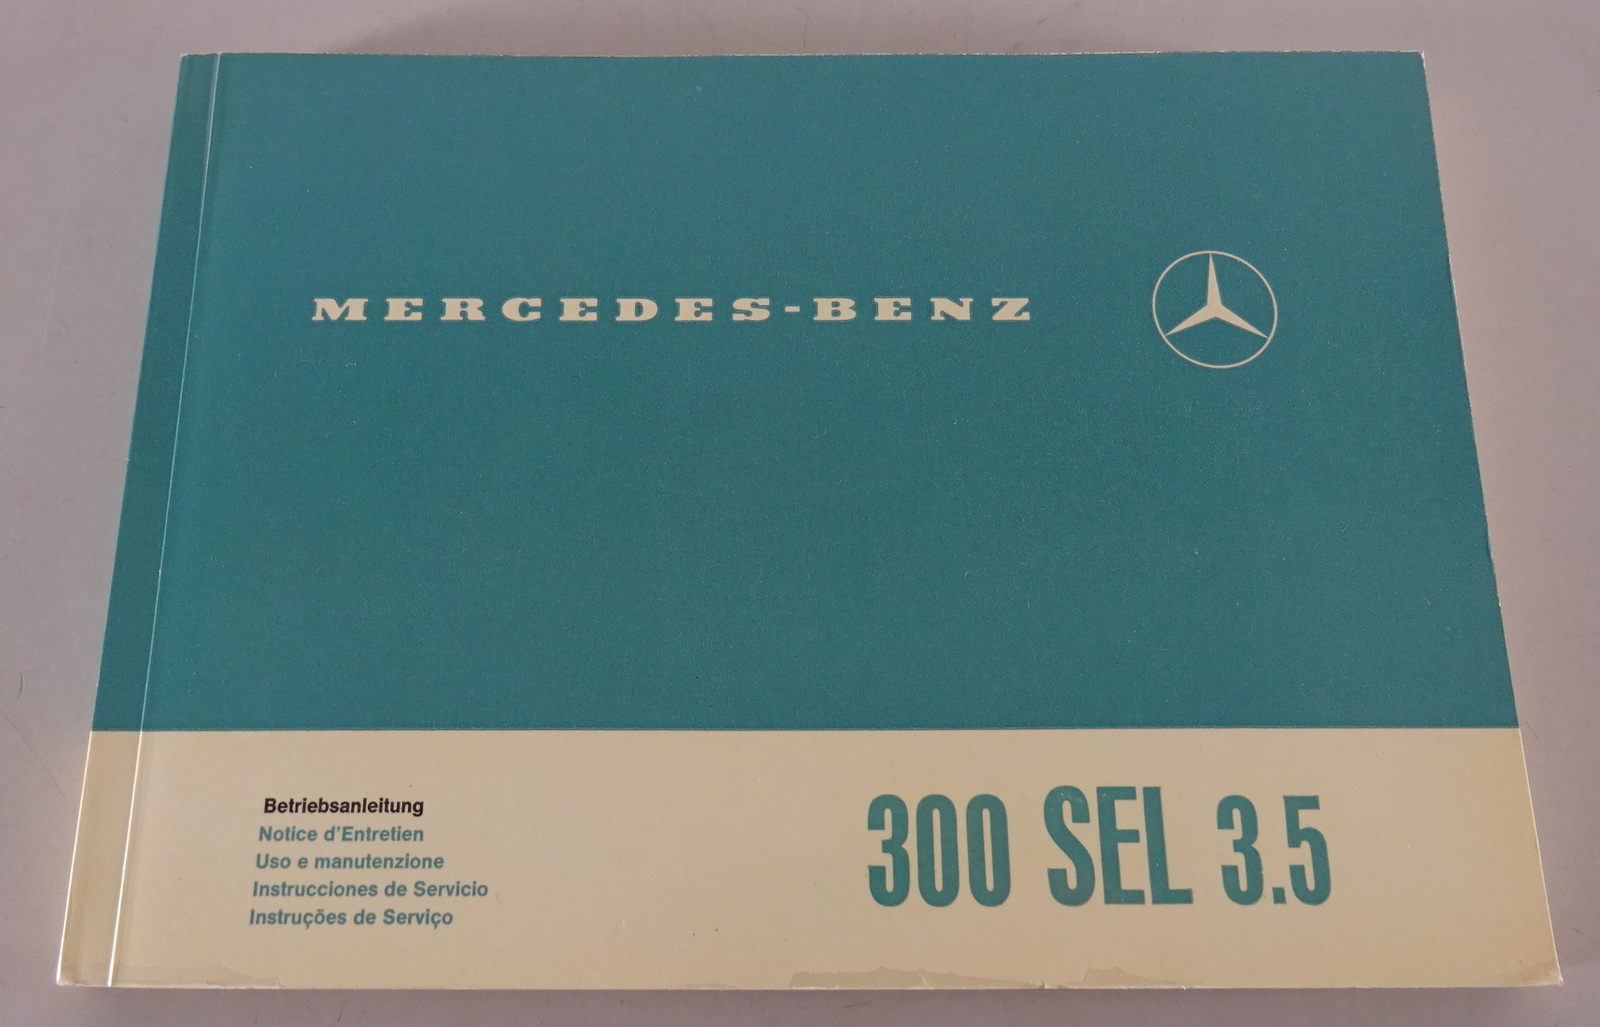 MERCEDES-BENZ
Betriebsanleitung
Notice d'Entretien
Uso e manutenzione
Instrucciones de Servicio
Instruções de Serviço
300 SEL 3.5